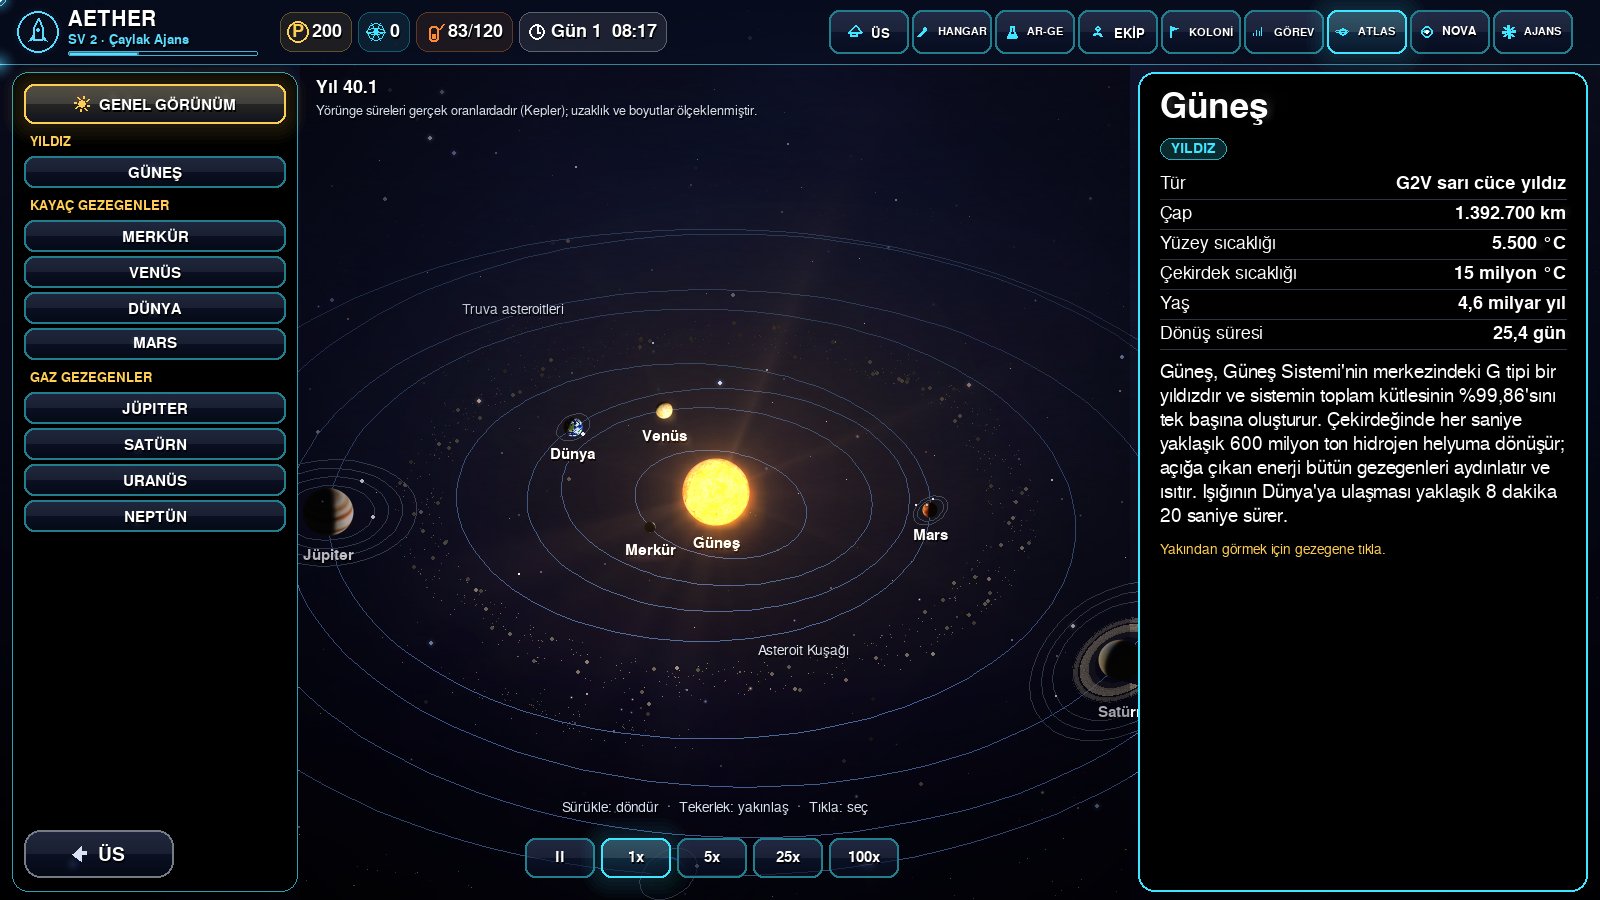 AETHER
SV 2 · Çaylak Ajans
200
0
83/120
Gün 1 08:17
ÜS
HANGAR
AR-GE
EKİP
KOLONİ
GÖREV
ATLAS
NOVA
AJANS
GENEL GÖRÜNÜM
YILDIZ
GÜNEŞ
KAYAÇ GEZEGENLER
MERKÜR
VENÜS
DÜNYA
MARS
GAZ GEZEGENLER
JÜPİTER
SATÜRN
URANÜS
NEPTÜN
ÜS
Yıl 40.1
Yörünge süreleri gerçek oranlardadır (Kepler); uzaklık ve boyutlar ölçeklenmiştir.
Truva asteroitleri
Venüs
Dünya
Mars
Merkür
Güneş
Jüpiter
Asteroit Kuşağı
Satürn
Sürükle: döndür · Tekerlek: yakınlaş · Tıkla: seç
II
1x
5x
25x
100x
Güneş
YILDIZ
Tür G2V sarı cüce yıldız
Çap 1.392.700 km
Yüzey sıcaklığı 5.500 °C
Çekirdek sıcaklığı 15 milyon °C
Yaş 4,6 milyar yıl
Dönüş süresi 25,4 gün
Güneş, Güneş Sistemi'nin merkezindeki G tipi bir
yıldızdır ve sistemin toplam kütlesinin %99,86'sını
tek başına oluşturur. Çekirdeğinde her saniye
yaklaşık 600 milyon ton hidrojen helyuma dönüşür;
açığa çıkan enerji bütün gezegenleri aydınlatır ve
ısıtır. Işığının Dünya'ya ulaşması yaklaşık 8 dakika
20 saniye sürer.
Yakından görmek için gezegene tıkla.